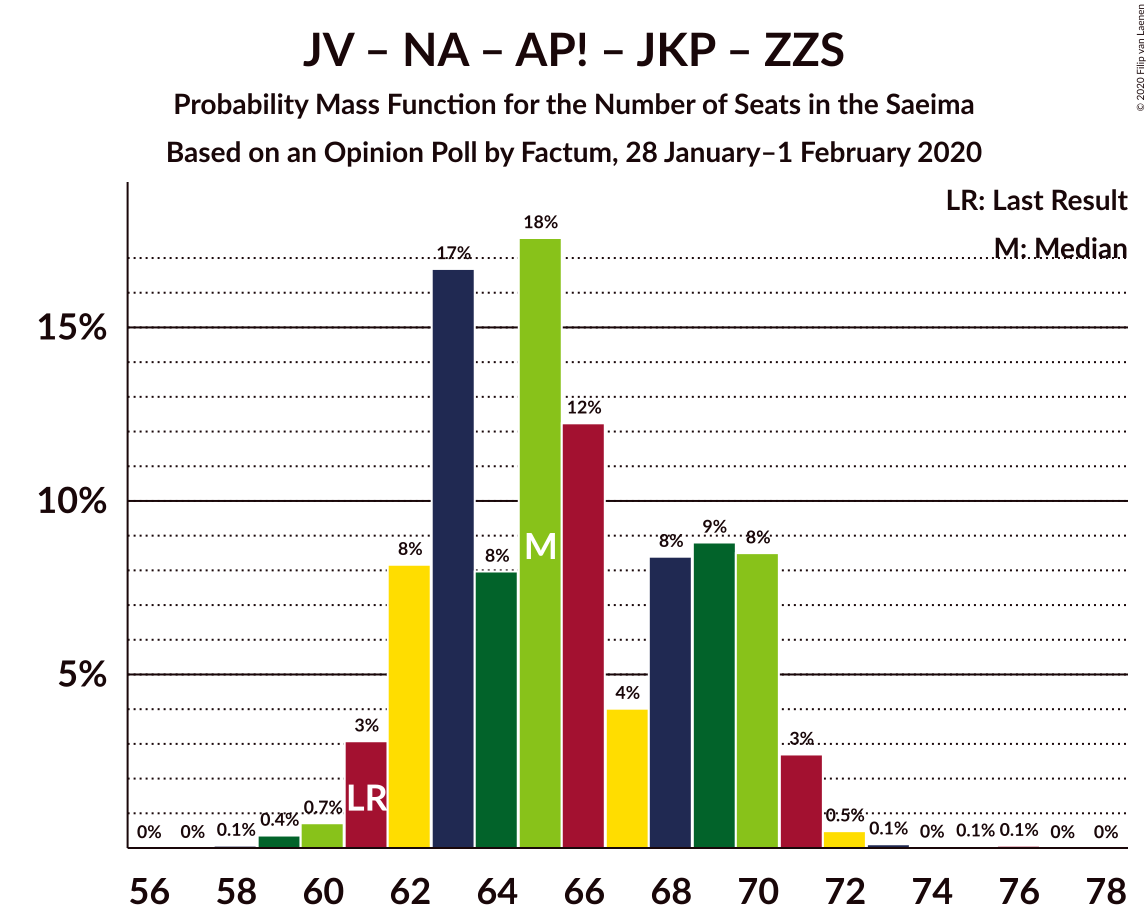 JV – NA – AP! – JKP – ZZS
Probability Mass Function for the Number of Seats in the Saeima
Based on an Opinion Poll by Factum, 28 January–1 February 2020
© 2020 Filip van Laenen
LR: Last Result
M: Median
15%
10%
5%
0%
0%
0.1%
0.4%
0.7%
3%
8%
17%
8%
18%
12%
4%
8%
9%
8%
3%
0.5%
0.1%
0%
0.1%
0.1%
0%
0%
LR
M
56 58 60 62 64 66 68 70 72 74 76 78